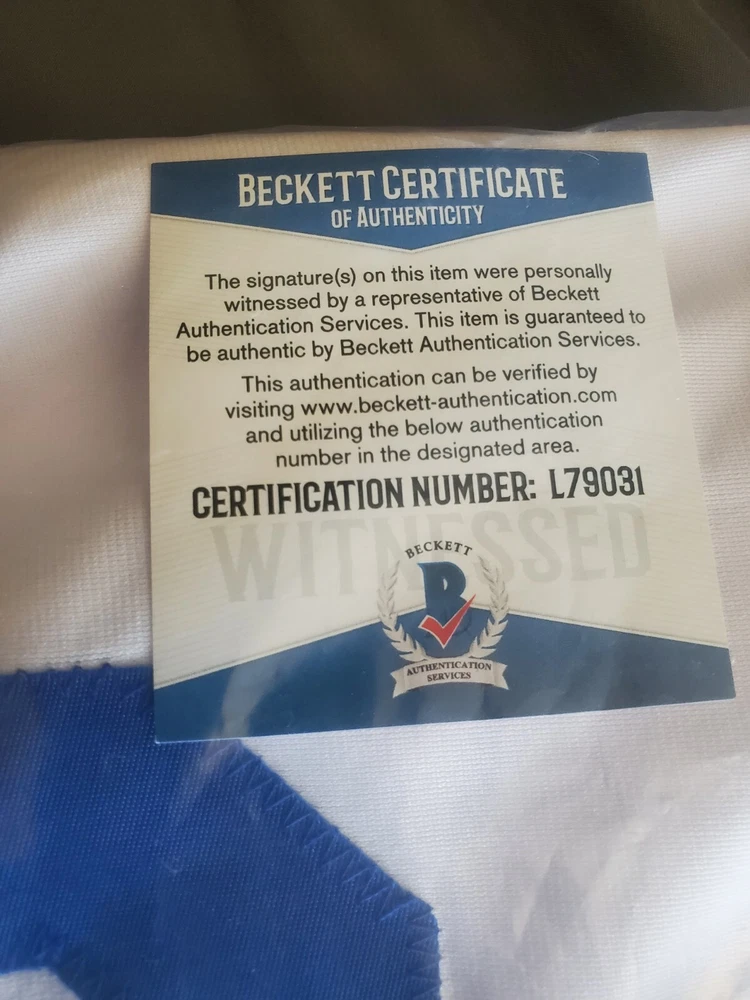 BECKETT CERTIFICATE
OF AUTHENTICITY
The signature(s) on this item were personally
witnessed by a representative of Beckett
Authentication Services. This item is guaranteed to
be authentic by Beckett Authentication Services.
This authentication can be verified by
visiting www.beckett-authentication.com
and utilizing the below authentication
number in the designated area.
CERTIFICATION NUMBER: L79031
WITNESSED
BECKETT
B
AUTHENTICATION
SERVICES